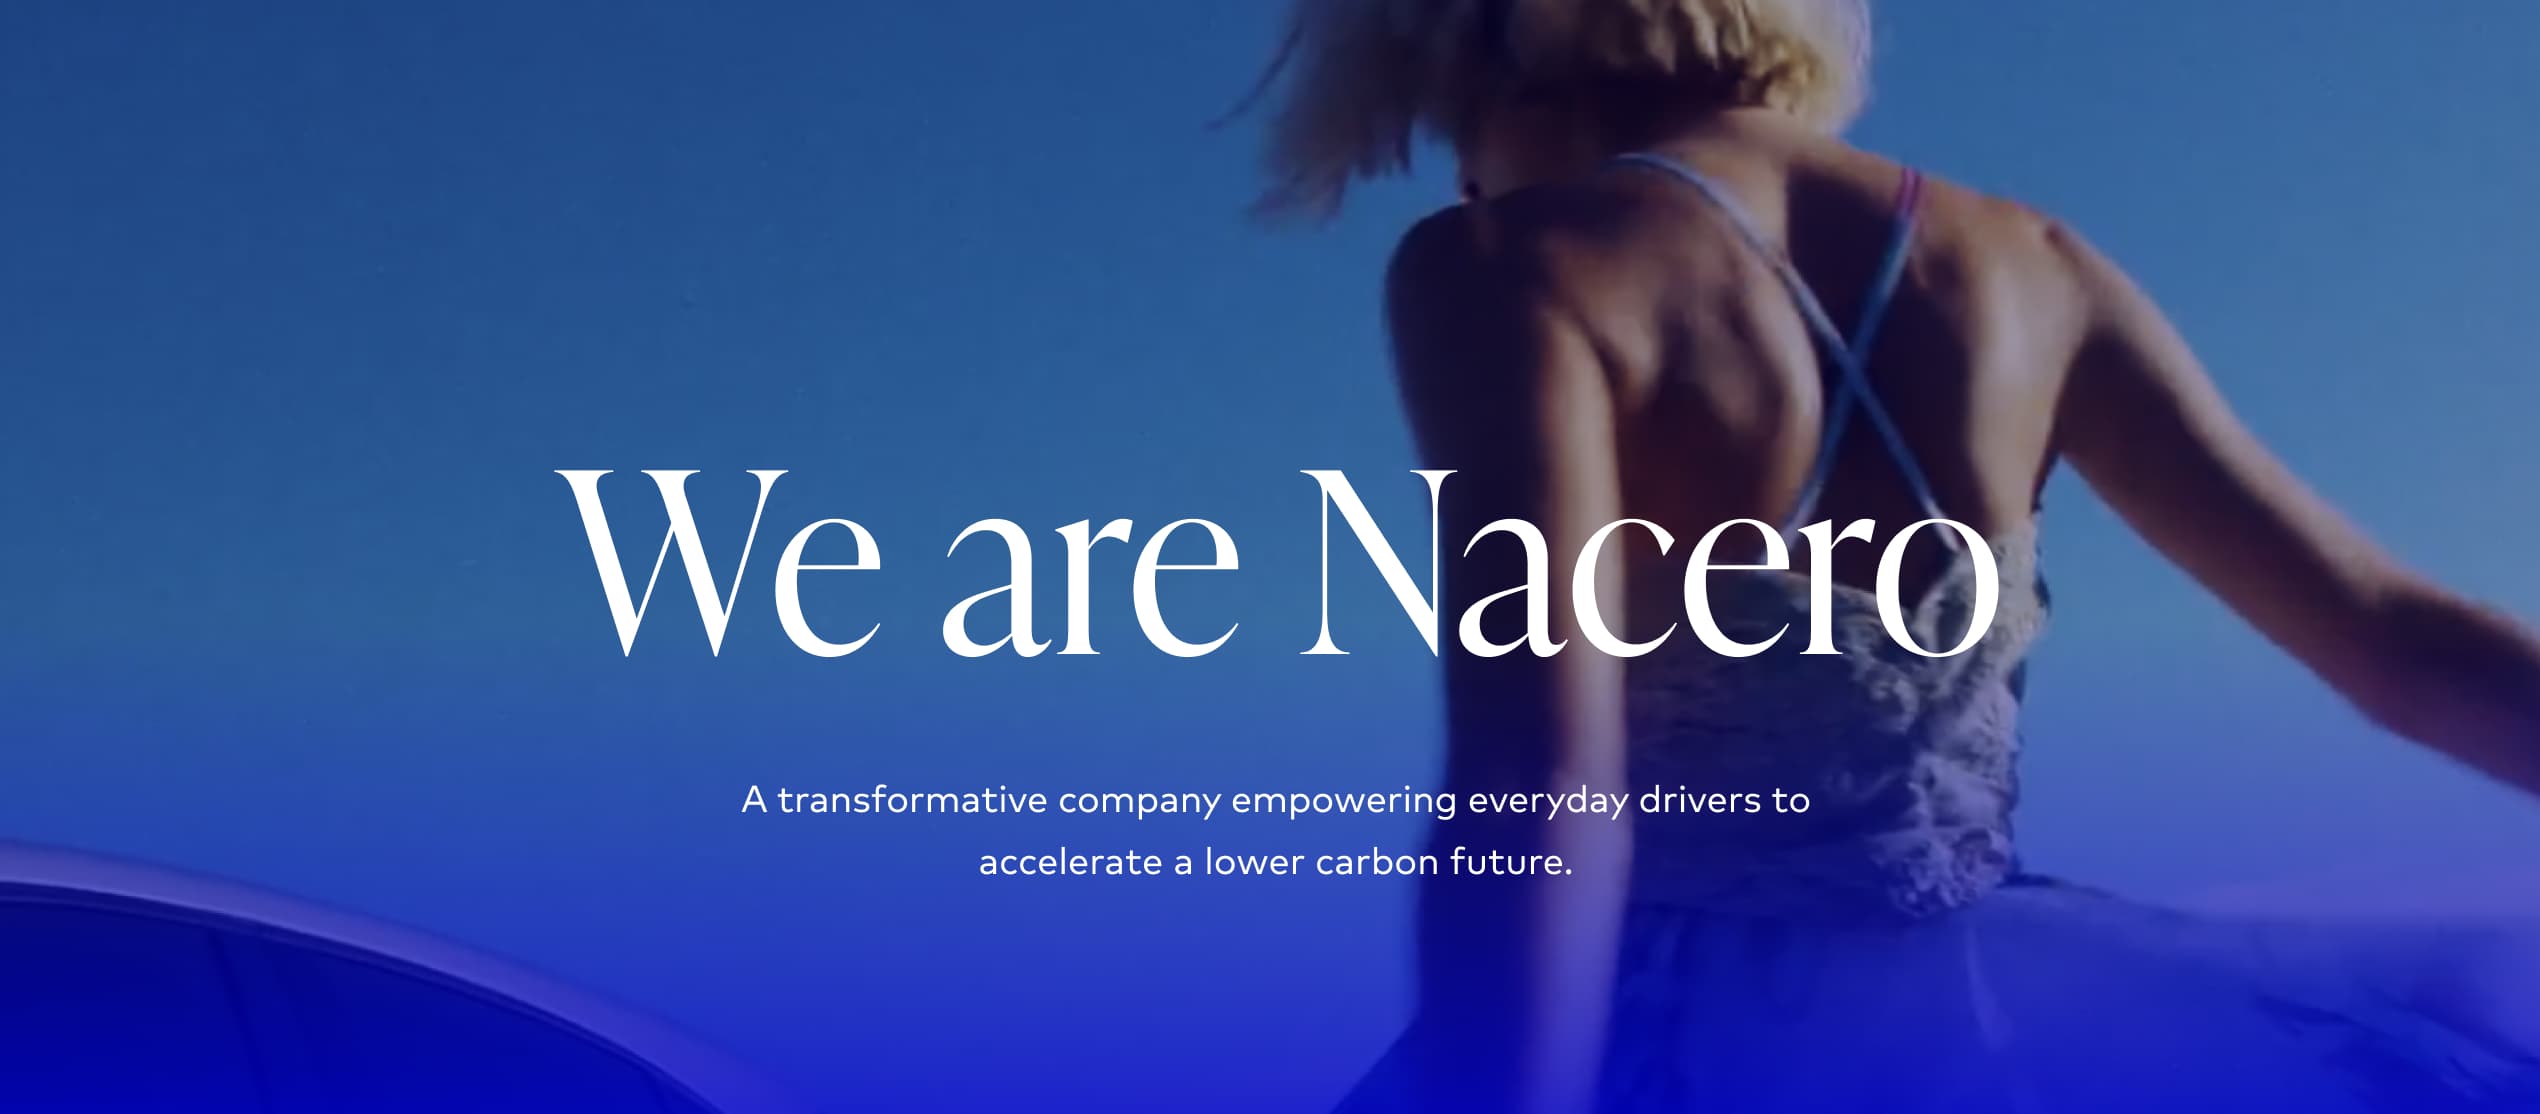 We are Nacero
A transformative company empowering everyday drivers to
accelerate a lower carbon future.